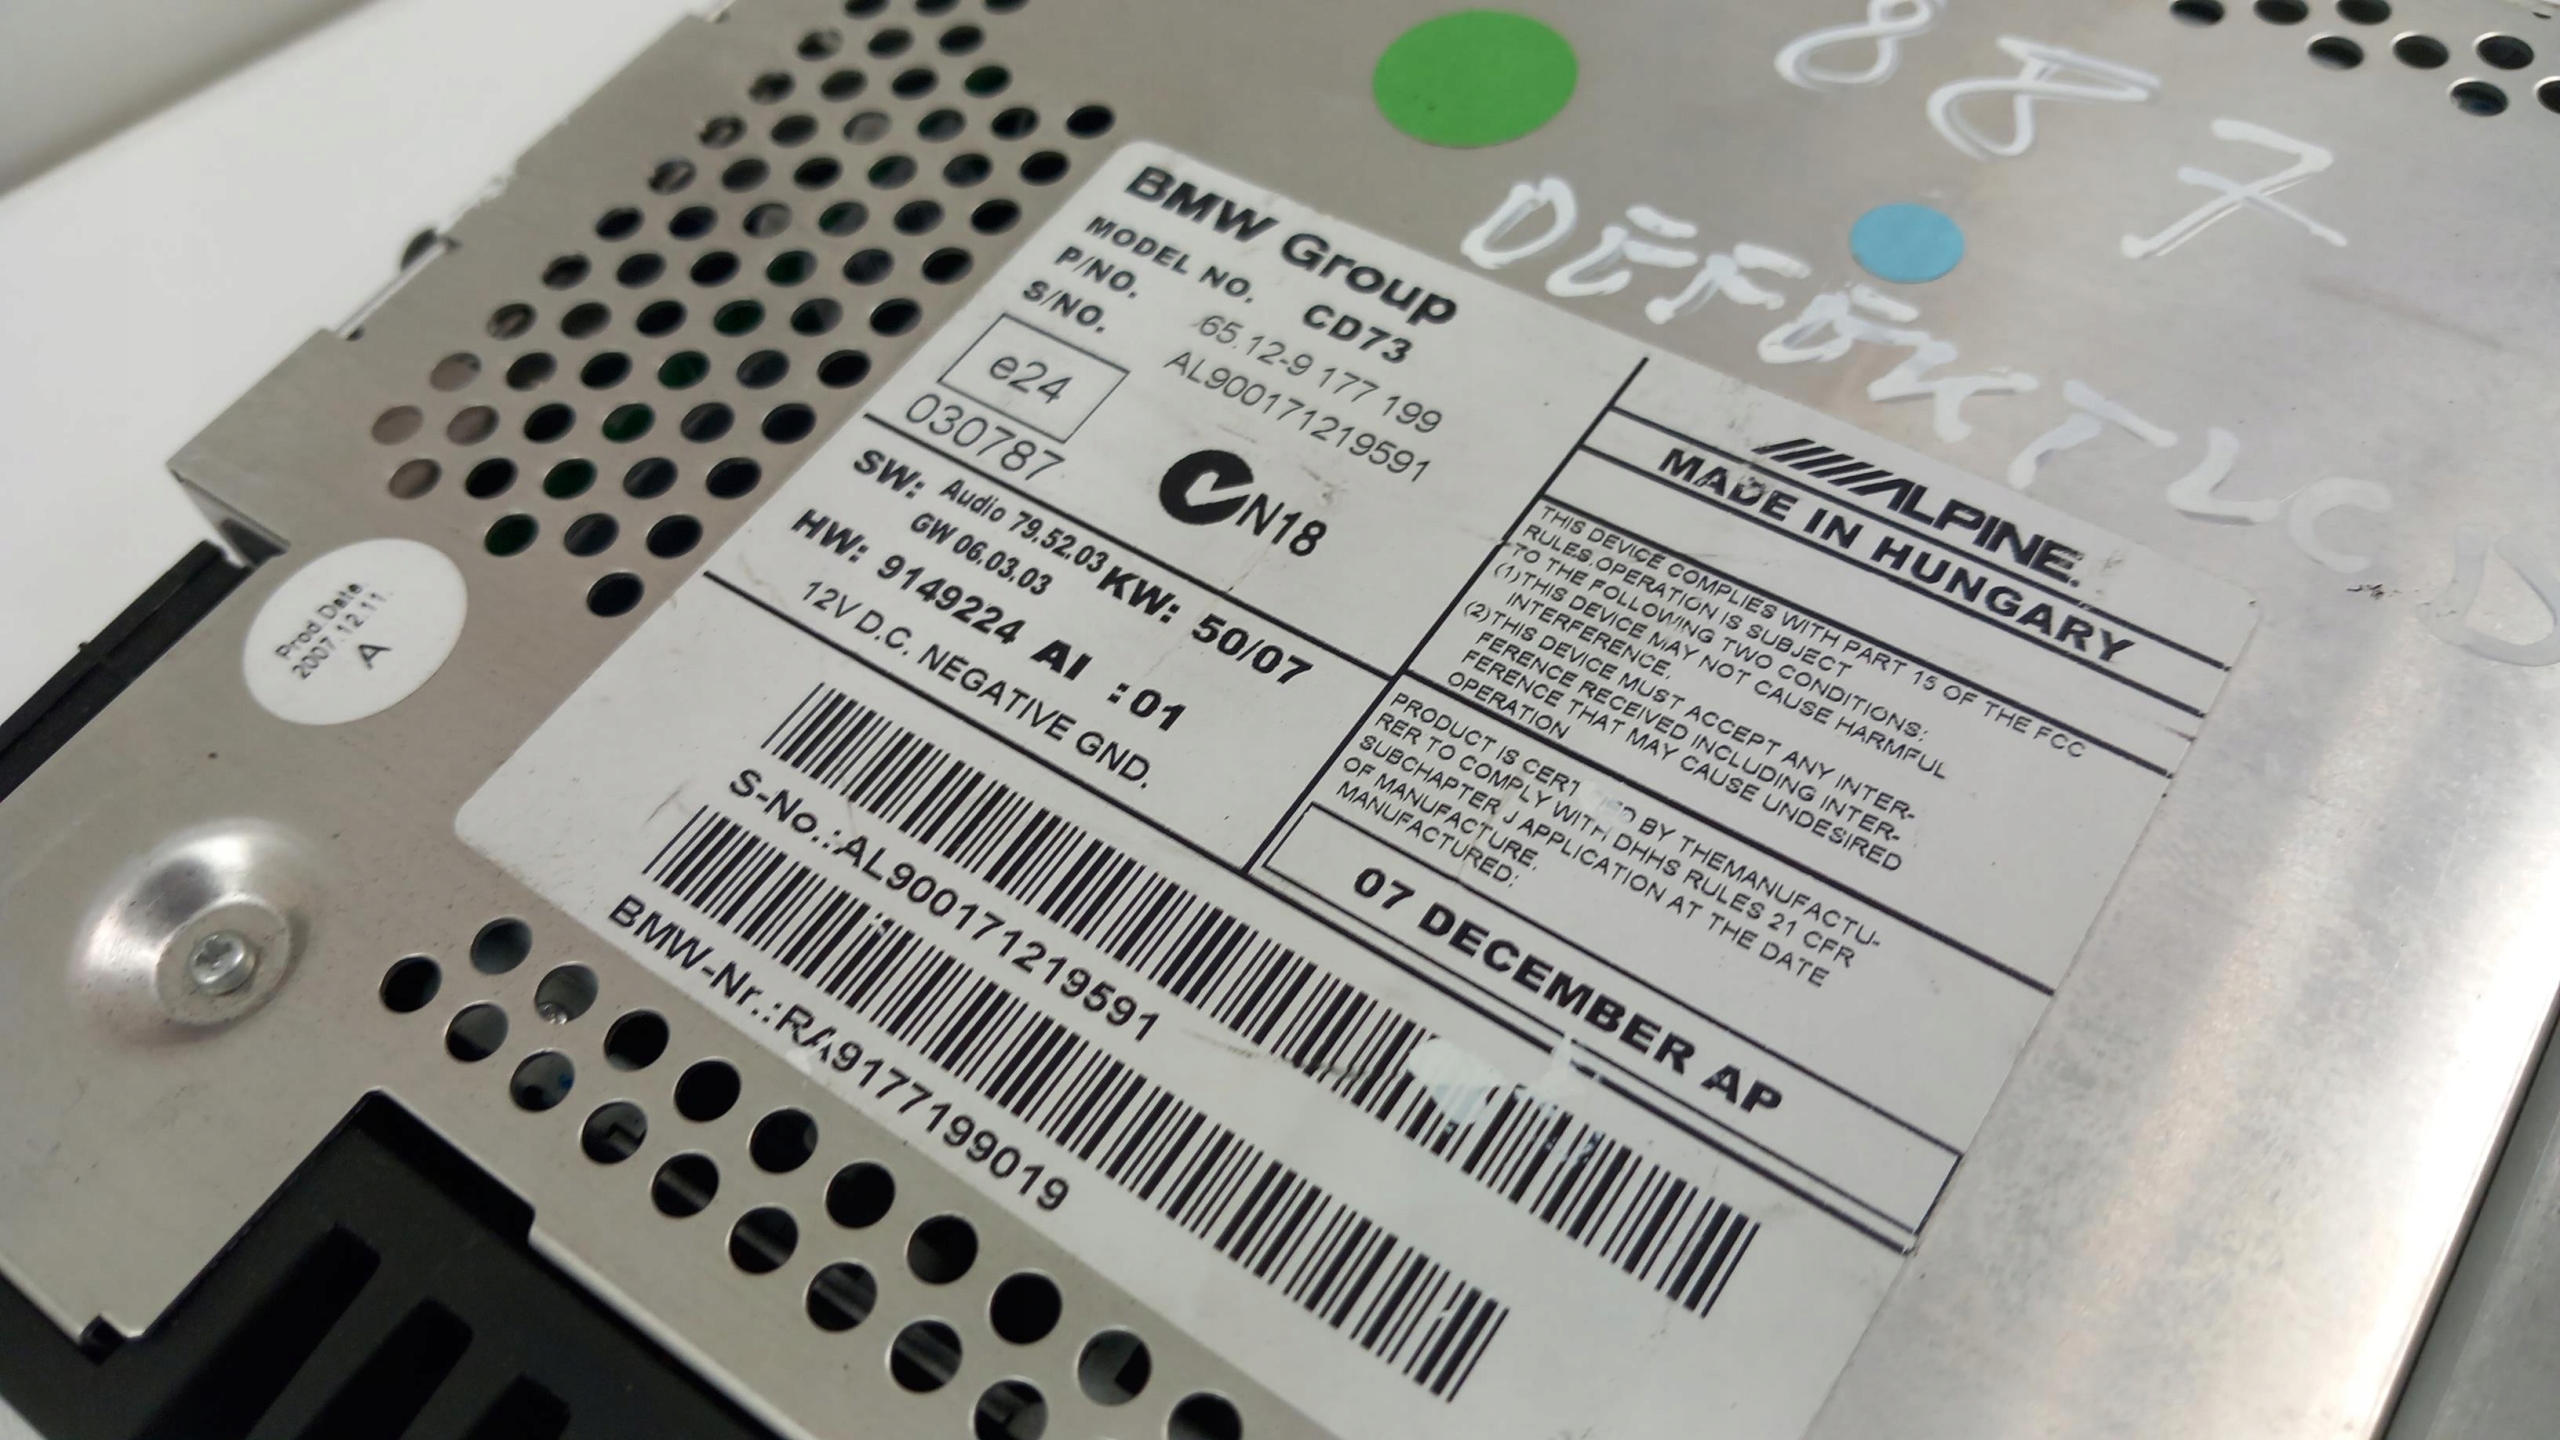 887
DEFEKT LCD
BMW Group
MODEL NO. CD73
P/NO. 65.12-9 177 199
S/NO. AL900171219591
e24
030787
N18
SW: Audio 79.52.03 KW: 50/07
GW 06.03.03
HW: 9149224 AI :01
12V D.C. NEGATIVE GND.
ALPINE.
MADE IN HUNGARY
THIS DEVICE COMPLIES WITH PART 15 OF THE FCC
RULES.OPERATION IS SUBJECT
TO THE FOLLOWING TWO CONDITIONS:
(1)THIS DEVICE MAY NOT CAUSE HARMFUL
INTERFERENCE.
(2)THIS DEVICE MUST ACCEPT ANY INTER-
FERENCE RECEIVED INCLUDING INTER-
FERENCE THAT MAY CAUSE UNDESIRED
OPERATION
PRODUCT IS CERTIFIED BY THEMANUFACTU-
RER TO COMPLY WITH DHHS RULES 21 CFR
SUBCHAPTER J APPLICATION AT THE DATE
OF MANUFACTURE.
MANUFACTURED:
07 DECEMBER AP
S-No.:AL900171219591
BMW-Nr.:RA9177199019
Prod.Date
2007.12.11.
A